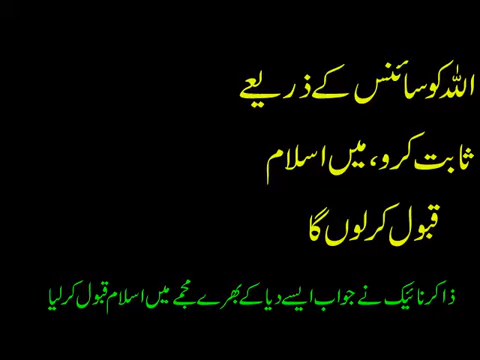 اللہ کو سائنس کے ذریعے
ثابت کرو، میں اسلام
قبول کرلوں گا
ذاکر نائیک نے جواب ایسے دیا کے بھرے مجمے میں اسلام قبول کرلیا